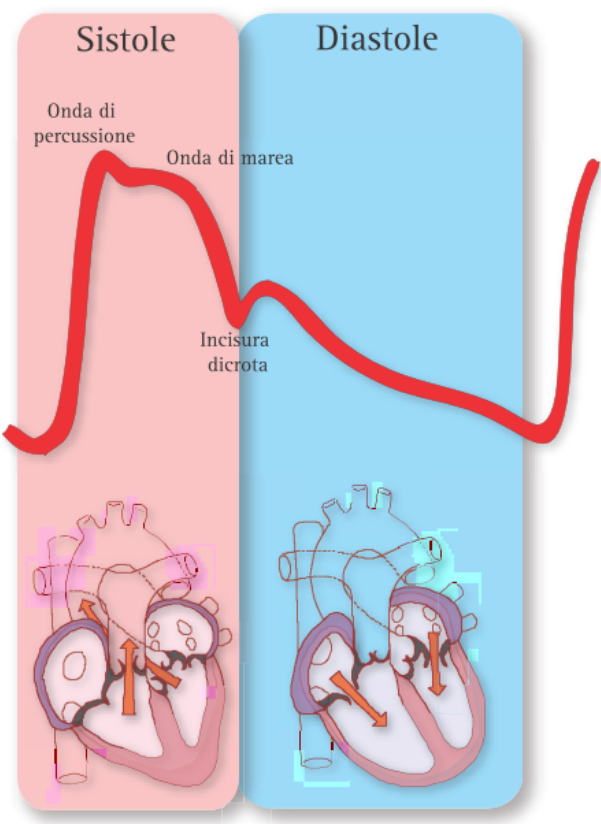 Sistole
Diastole
Onda di
percussione
Onda di marea
Incisura
dicrota